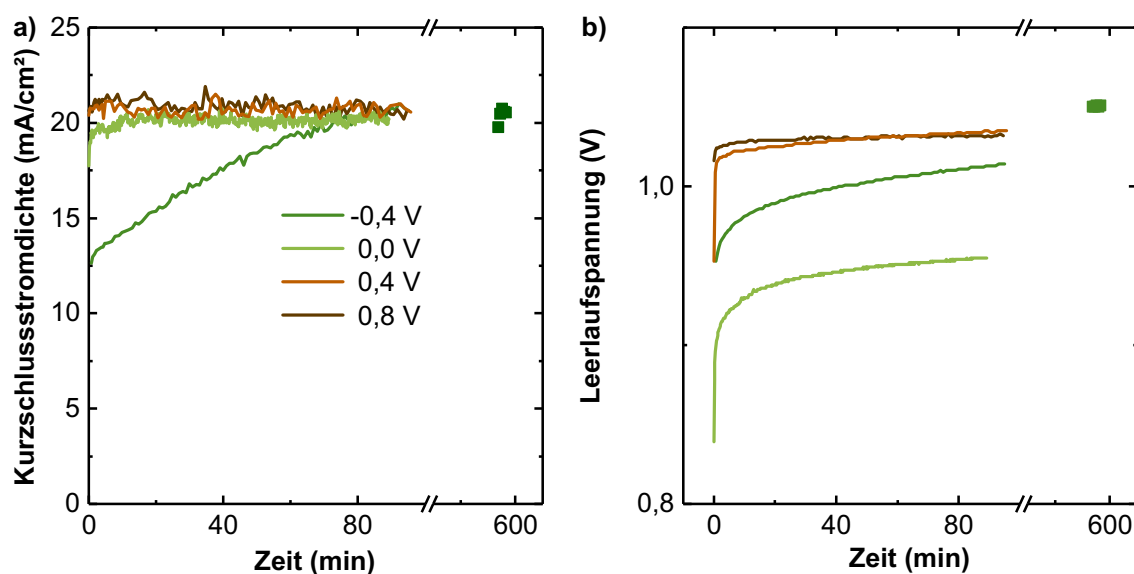 a)
Kurzschlussstromdichte (mA/cm²)
25
20
15
10
5
0
0
40
80
600
Zeit (min)
-0,4 V
0,0 V
0,4 V
0,8 V
b)
Leerlaufspannung (V)
1,0
0,8
0
40
80
600
Zeit (min)